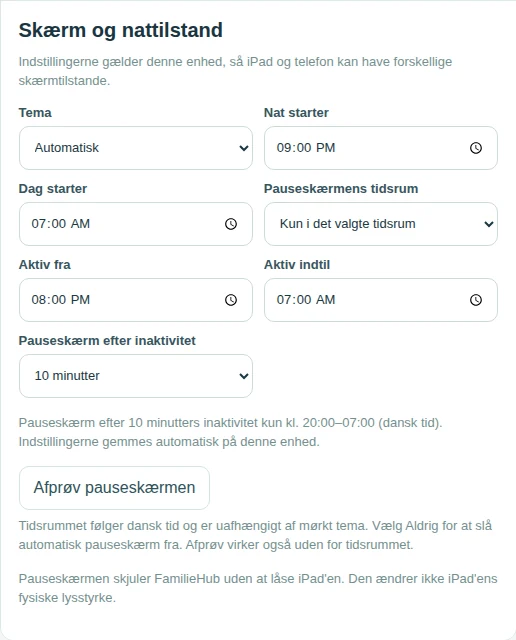 Skærm og nattilstand
Indstillingerne gælder denne enhed, så iPad og telefon kan have forskellige
skærmtilstande.
Tema
Nat starter
Automatisk
09:00 PM
Dag starter
Pauseskærmens tidsrum
07:00 AM
Kun i det valgte tidsrum
Aktiv fra
Aktiv indtil
08:00 PM
07:00 AM
Pauseskærm efter inaktivitet
10 minutter
Pauseskærm efter 10 minutters inaktivitet kun kl. 20:00–07:00 (dansk tid).
Indstillingerne gemmes automatisk på denne enhed.
Afprøv pauseskærmen
Tidsrummet følger dansk tid og er uafhængigt af mørkt tema. Vælg Aldrig for at slå
automatisk pauseskærm fra. Afprøv virker også uden for tidsrummet.
Pauseskærmen skjuler FamilieHub uden at låse iPad'en. Den ændrer ikke iPad'ens
fysiske lysstyrke.